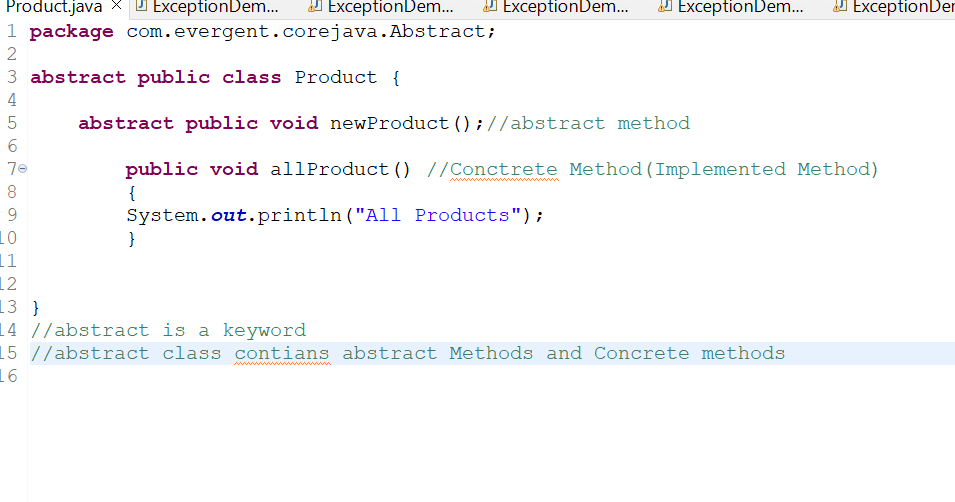 Product.java ExceptionDem... ExceptionDem... ExceptionDem... ExceptionDem... ExceptionDem
1 package com.evergent.corejava.Abstract;
2
3 abstract public class Product {
4
5 abstract public void newProduct();//abstract method
6
7 public void allProduct() //Conctrete Method(Implemented Method)
8 {
9 System.out.println("All Products");
10 }
11
12
13 }
14 //abstract is a keyword
15 //abstract class contians abstract Methods and Concrete methods
16